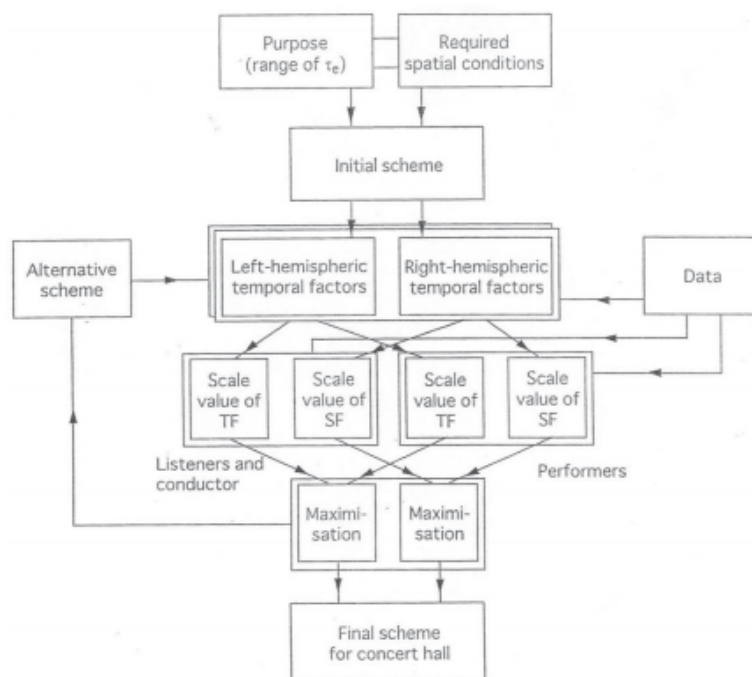 Purpose
(range of τe)
Required
spatial conditions
Initial scheme
Alternative
scheme
Left-hemispheric
temporal factors
Right-hemispheric
temporal factors
Data
Scale
value of
TF
Scale
value of
SF
Scale
value of
TF
Scale
value of
SF
Listeners and
conductor
Performers
Maximi-
sation
Maximi-
sation
Final scheme
for concert hall